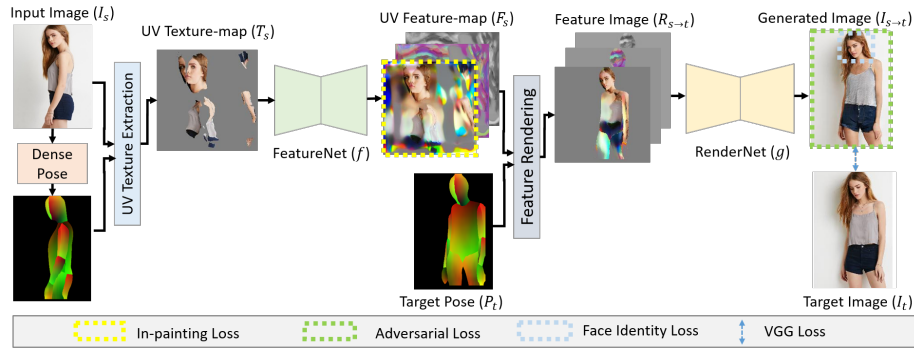 Input Image (I_s)
UV Texture-map (T_s)
UV Feature-map (F_s)
Feature Image (R_{s→t})
Generated Image (I_{s→t})
Dense
Pose
UV Texture Extraction
FeatureNet (f)
Feature Rendering
RenderNet (g)
Target Pose (P_t)
Target Image (I_t)
In-painting Loss
Adversarial Loss
Face Identity Loss
VGG Loss